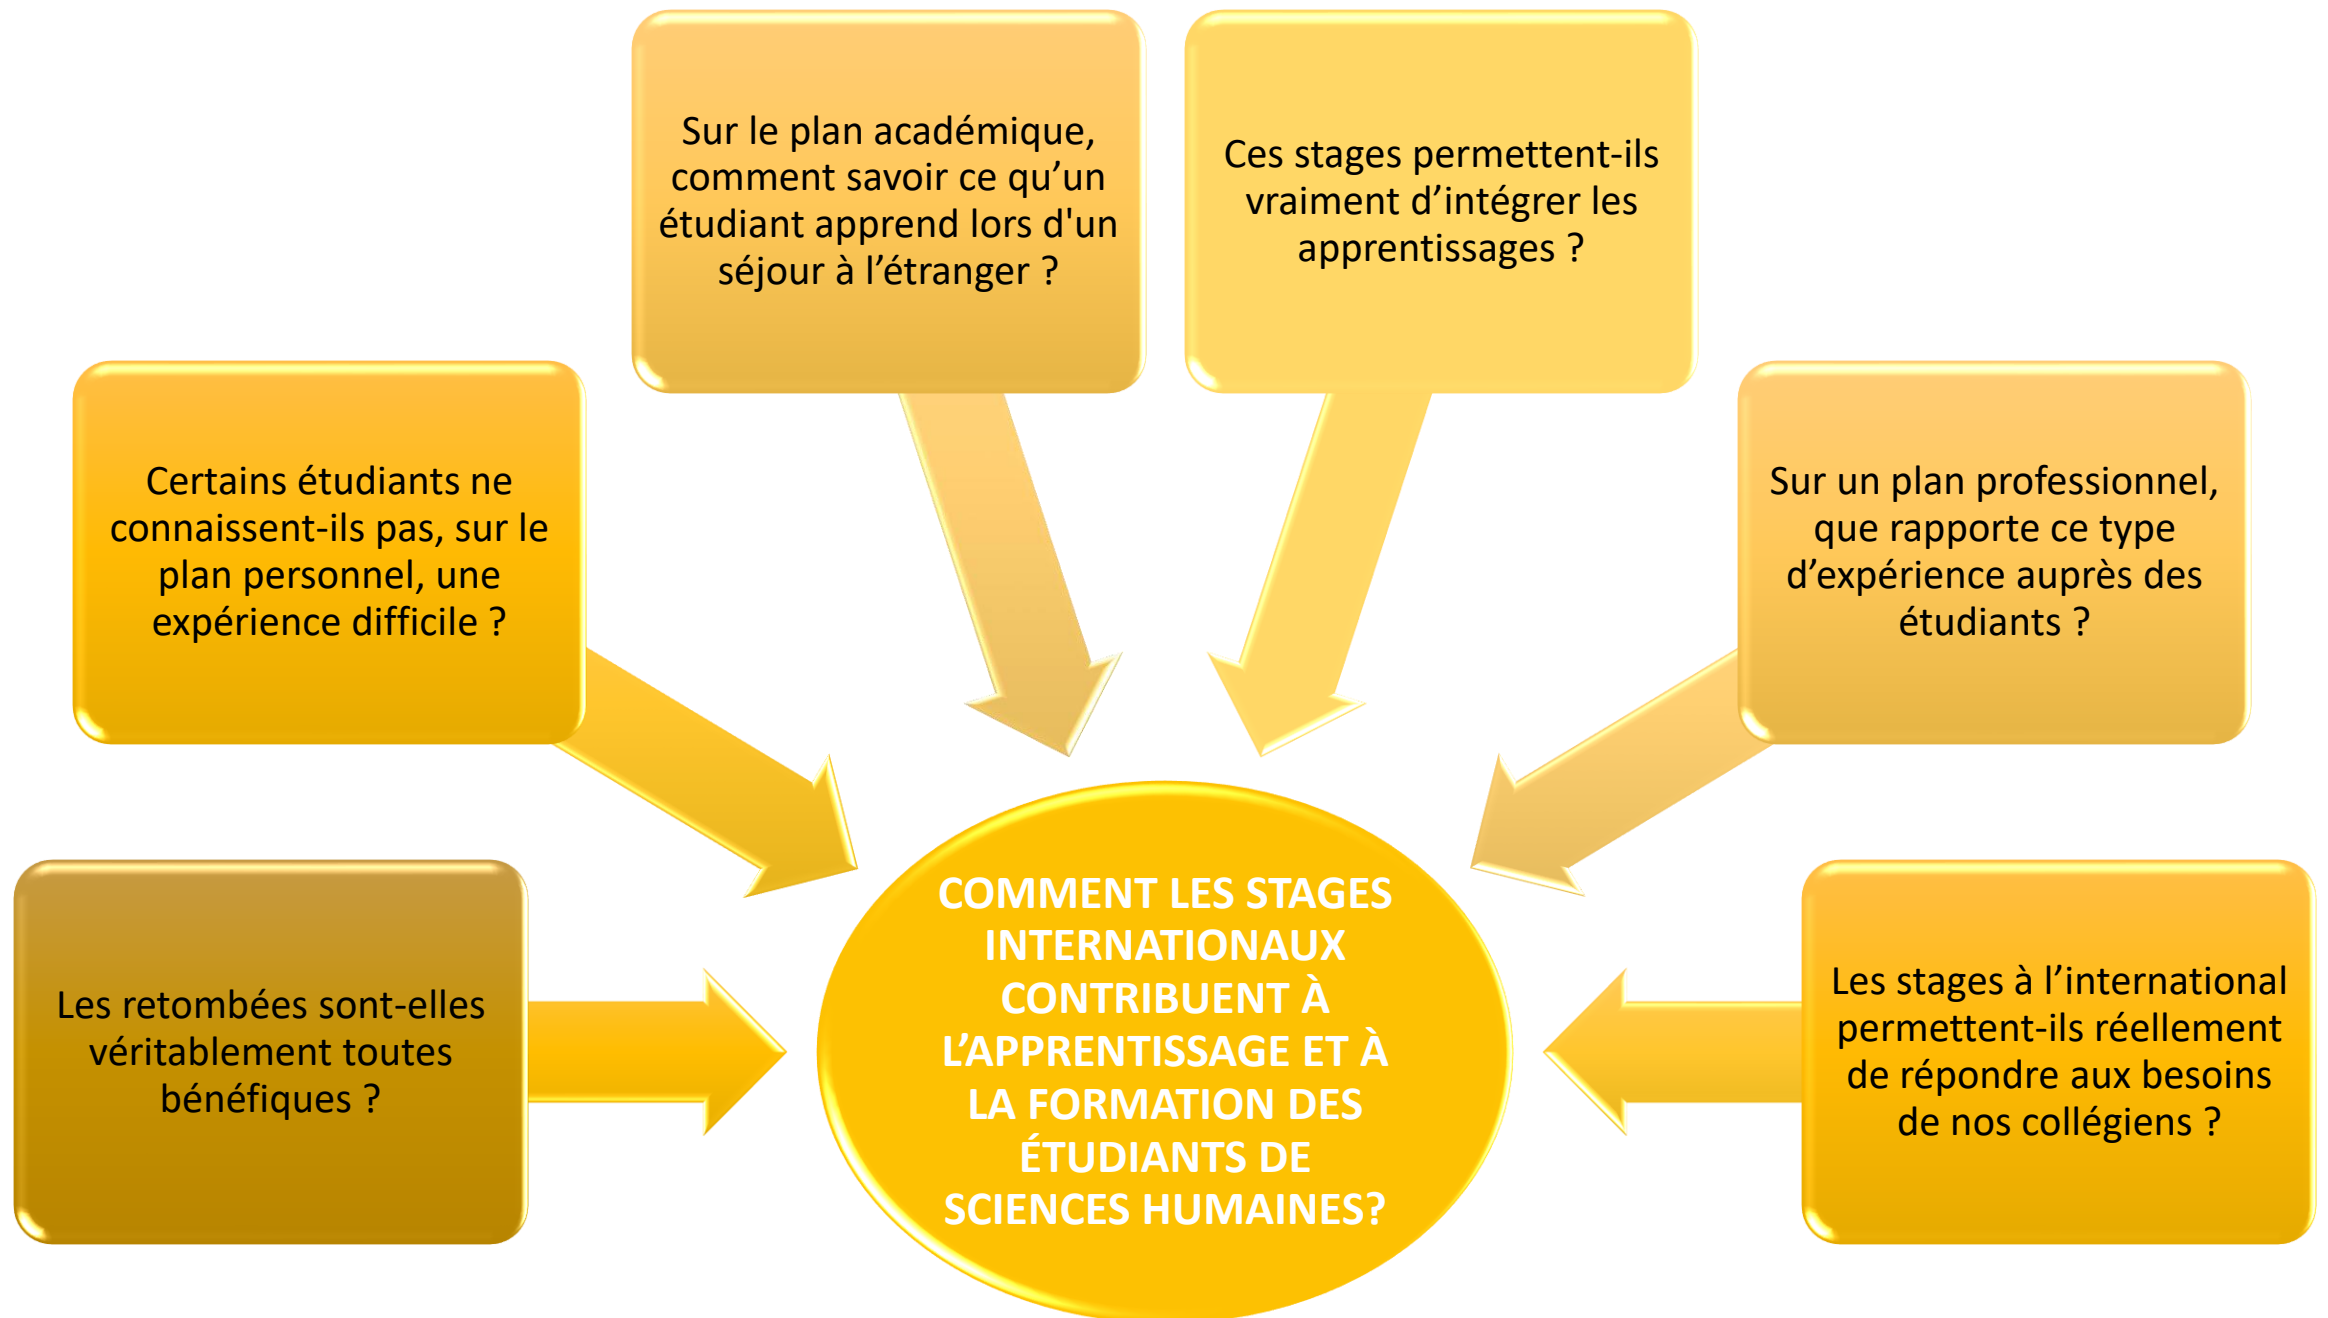 Sur le plan académique,
comment savoir ce qu’un
étudiant apprend lors d'un
séjour à l’étranger ?
Ces stages permettent-ils
vraiment d’intégrer les
apprentissages ?
Certains étudiants ne
connaissent-ils pas, sur le
plan personnel, une
expérience difficile ?
Sur un plan professionnel,
que rapporte ce type
d’expérience auprès des
étudiants ?
Les retombées sont-elles
véritablement toutes
bénéfiques ?
COMMENT LES STAGES
INTERNATIONAUX
CONTRIBUENT À
L’APPRENTISSAGE ET À
LA FORMATION DES
ÉTUDIANTS DE
SCIENCES HUMAINES?
Les stages à l’international
permettent-ils réellement
de répondre aux besoins
de nos collégiens ?